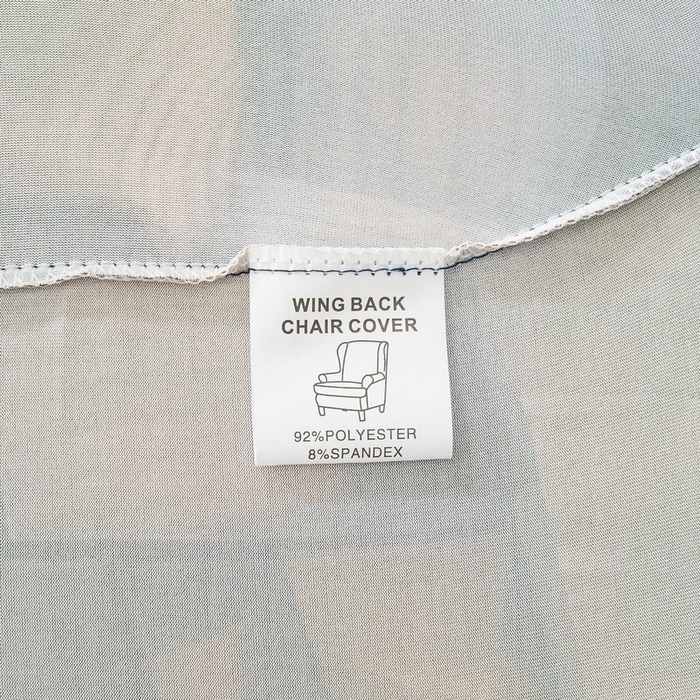 WING BACK
CHAIR COVER
92%POLYESTER
8%SPANDEX